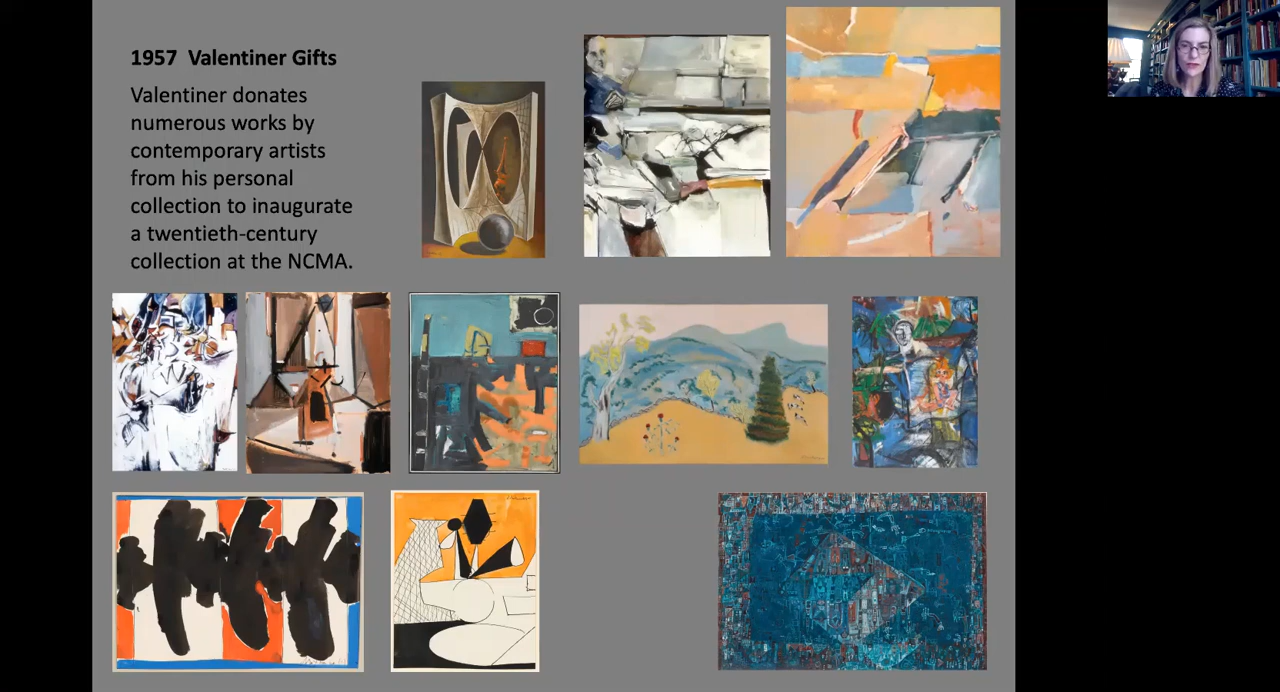 1957 Valentiner Gifts
Valentiner donates
numerous works by
contemporary artists
from his personal
collection to inaugurate
a twentieth-century
collection at the NCMA.